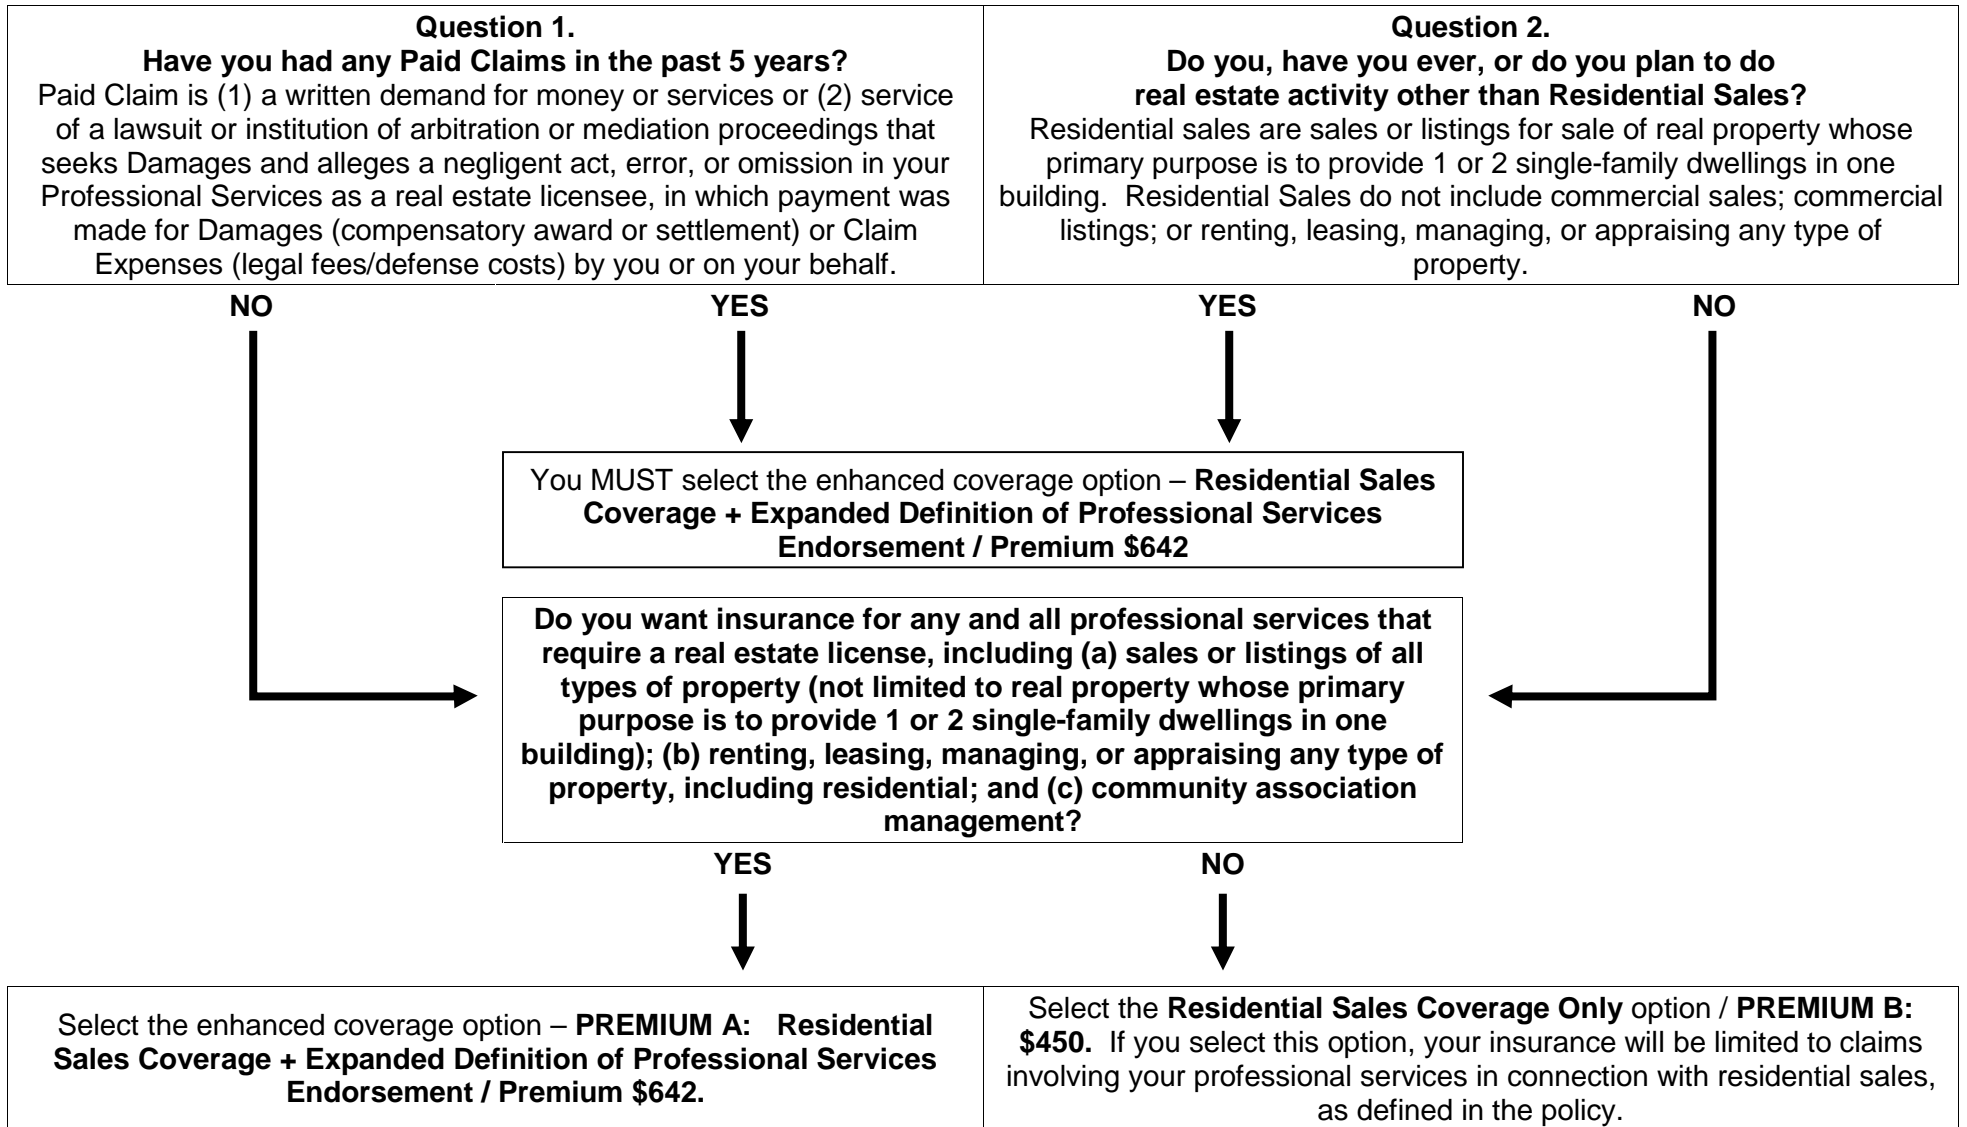 Question 1.
Have you had any Paid Claims in the past 5 years?
Paid Claim is (1) a written demand for money or services or (2) service
of a lawsuit or institution of arbitration or mediation proceedings that
seeks Damages and alleges a negligent act, error, or omission in your
Professional Services as a real estate licensee, in which payment was
made for Damages (compensatory award or settlement) or Claim
Expenses (legal fees/defense costs) by you or on your behalf.
Question 2.
Do you, have you ever, or do you plan to do
real estate activity other than Residential Sales?
Residential sales are sales or listings for sale of real property whose
primary purpose is to provide 1 or 2 single-family dwellings in one
building. Residential Sales do not include commercial sales; commercial
listings; or renting, leasing, managing, or appraising any type of
property.
NO
YES
YES
NO
You MUST select the enhanced coverage option – Residential Sales
Coverage + Expanded Definition of Professional Services
Endorsement / Premium $642
Do you want insurance for any and all professional services that
require a real estate license, including (a) sales or listings of all
types of property (not limited to real property whose primary
purpose is to provide 1 or 2 single-family dwellings in one
building); (b) renting, leasing, managing, or appraising any type of
property, including residential; and (c) community association
management?
YES
NO
Select the enhanced coverage option – PREMIUM A: Residential
Sales Coverage + Expanded Definition of Professional Services
Endorsement / Premium $642.
Select the Residential Sales Coverage Only option / PREMIUM B:
$450. If you select this option, your insurance will be limited to claims
involving your professional services in connection with residential sales,
as defined in the policy.